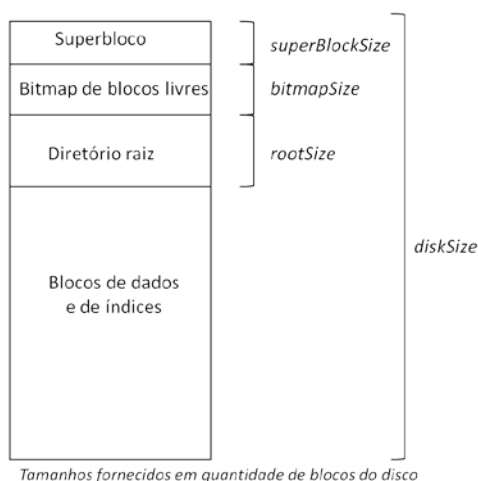 Superbloco
superBlockSize
Bitmap de blocos livres
bitmapSize
Diretório raiz
rootSize
diskSize
Blocos de dados
e de índices
Tamanhos fornecidos em quantidade de blocos do disco